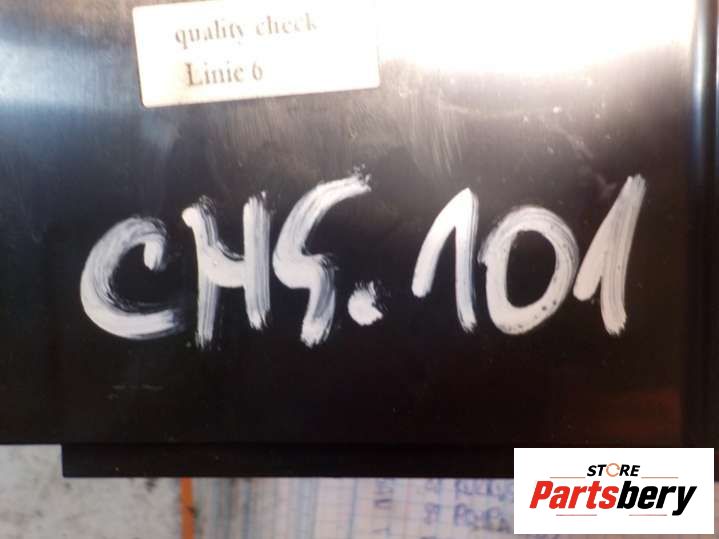 quality check
Linie 6
CHS.101
STORE
Partsbery